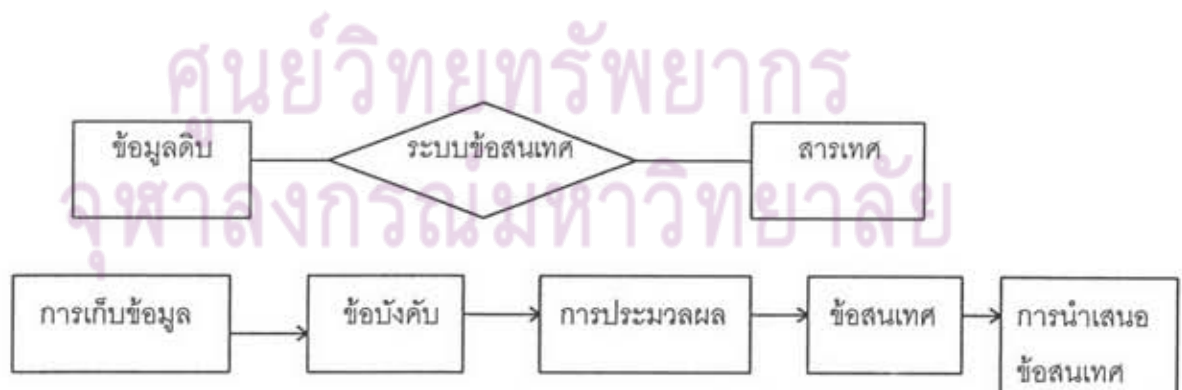 ศูนย์วิทยทรัพยากร
ข้อมูลดิบ ระบบข้อสนเทศ สารเทศ
จุฬาลงกรณ์มหาวิทยาลัย
การเก็บข้อมูล ข้อบังคับ การประมวลผล ข้อสนเทศ การนำเสนอ
ข้อสนเทศ